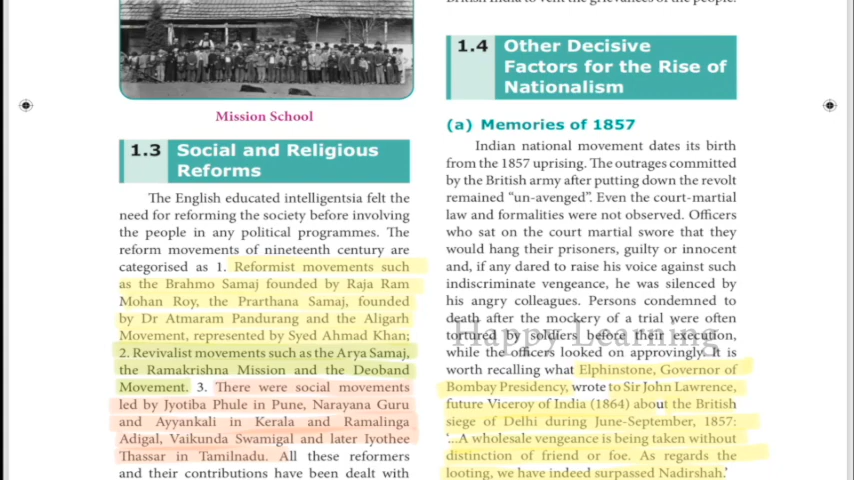 Mission School
1.3 Social and Religious
Reforms
The English educated intelligentsia felt the
need for reforming the society before involving
the people in any political programmes. The
reform movements of nineteenth century are
categorised as 1. Reformist movements such
as the Brahmo Samaj founded by Raja Ram
Mohan Roy, the Prarthana Samaj, founded
by Dr Atmaram Pandurang and the Aligarh
Movement, represented by Syed Ahmad Khan;
2. Revivalist movements such as the Arya Samaj,
the Ramakrishna Mission and the Deoband
Movement. 3. There were social movements
led by Jyotiba Phule in Pune, Narayana Guru
and Ayyankali in Kerala and Ramalinga
Adigal, Vaikunda Swamigal and later Iyothee
Thassar in Tamilnadu. All these reformers
and their contributions have been dealt with
British India to vent the grievances of the people.
1.4 Other Decisive
Factors for the Rise of
Nationalism
(a) Memories of 1857
Indian national movement dates its birth
from the 1857 uprising. The outrages committed
by the British army after putting down the revolt
remained “un-avenged”. Even the court-martial
law and formalities were not observed. Officers
who sat on the court martial swore that they
would hang their prisoners, guilty or innocent
and, if any dared to raise his voice against such
indiscriminate vengeance, he was silenced by
his angry colleagues. Persons condemned to
death after the mockery of a trial were often
tortured by soldiers before their execution,
while the officers looked on approvingly. It is
worth recalling what Elphinstone, Governor of
Bombay Presidency, wrote to Sir John Lawrence,
future Viceroy of India (1864) about the British
siege of Delhi during June-September, 1857:
‘...A wholesale vengeance is being taken without
distinction of friend or foe. As regards the
looting, we have indeed surpassed Nadirshah.’
Happy Learning